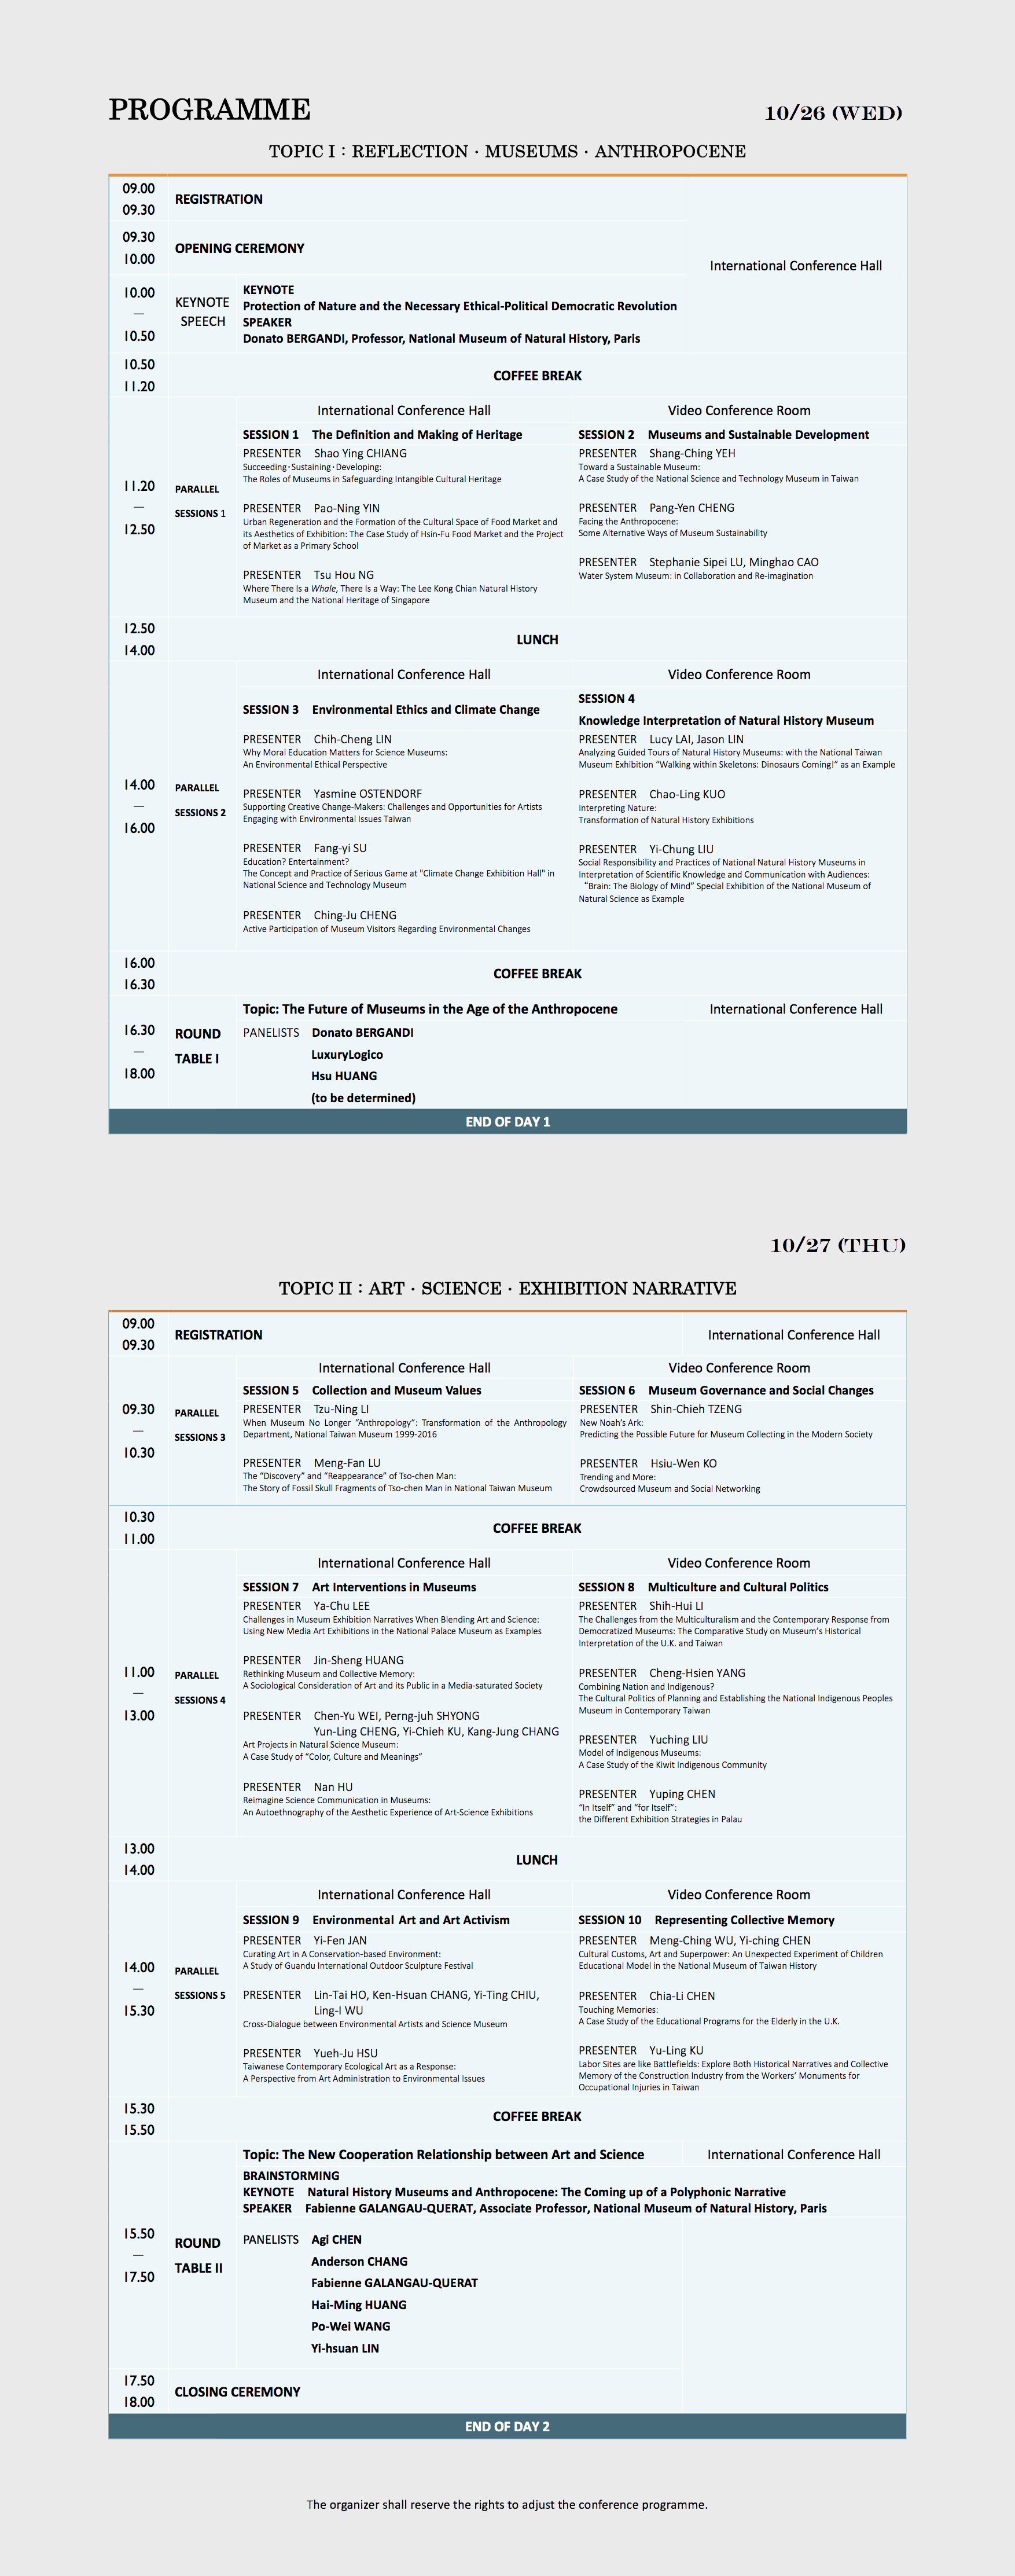 PROGRAMME
10/26 (WED)
TOPIC I : REFLECTION · MUSEUMS · ANTHROPOCENE
09.00
09.30
REGISTRATION
International Conference Hall
09.30
10.00
OPENING CEREMONY
10.00
—
10.50
KEYNOTE
SPEECH
KEYNOTE
Protection of Nature and the Necessary Ethical-Political Democratic Revolution
SPEAKER
Donato BERGANDI, Professor, National Museum of Natural History, Paris
10.50
11.20
COFFEE BREAK
11.20
—
12.50
PARALLEL
SESSIONS 1
International Conference Hall
SESSION 1 The Definition and Making of Heritage
PRESENTER Shao Ying CHIANG
Succeeding·Sustaining·Developing:
The Roles of Museums in Safeguarding Intangible Cultural Heritage
PRESENTER Pao-Ning YIN
Urban Regeneration and the Formation of the Cultural Space of Food Market and
its Aesthetics of Exhibition: The Case Study of Hsin-Fu Food Market and the Project
of Market as a Primary School
PRESENTER Tsu Hou NG
Where There Is a Whale, There Is a Way: The Lee Kong Chian Natural History
Museum and the National Heritage of Singapore
Video Conference Room
SESSION 2 Museums and Sustainable Development
PRESENTER Shang-Ching YEH
Toward a Sustainable Museum:
A Case Study of the National Science and Technology Museum in Taiwan
PRESENTER Pang-Yen CHENG
Facing the Anthropocene:
Some Alternative Ways of Museum Sustainability
PRESENTER Stephanie Sipei LU, Minghao CAO
Water System Museum: in Collaboration and Re-imagination
12.50
14.00
LUNCH
14.00
—
16.00
PARALLEL
SESSIONS 2
International Conference Hall
SESSION 3 Environmental Ethics and Climate Change
PRESENTER Chih-Cheng LIN
Why Moral Education Matters for Science Museums:
An Environmental Ethical Perspective
PRESENTER Yasmine OSTENDORF
Supporting Creative Change-Makers: Challenges and Opportunities for Artists
Engaging with Environmental Issues Taiwan
PRESENTER Fang-yi SU
Education? Entertainment?
The Concept and Practice of Serious Game at "Climate Change Exhibition Hall" in
National Science and Technology Museum
PRESENTER Ching-Ju CHENG
Active Participation of Museum Visitors Regarding Environmental Changes
Video Conference Room
SESSION 4
Knowledge Interpretation of Natural History Museum
PRESENTER Lucy LAI, Jason LIN
Analyzing Guided Tours of Natural History Museums: with the National Taiwan
Museum Exhibition “Walking within Skeletons: Dinosaurs Coming!” as an Example
PRESENTER Chao-Ling KUO
Interpreting Nature:
Transformation of Natural History Exhibitions
PRESENTER Yi-Chung LIU
Social Responsibility and Practices of National Natural History Museums in
Interpretation of Scientific Knowledge and Communication with Audiences:
“Brain: The Biology of Mind” Special Exhibition of the National Museum of
Natural Science as Example
16.00
16.30
COFFEE BREAK
16.30
—
18.00
ROUND
TABLE I
Topic: The Future of Museums in the Age of the Anthropocene
International Conference Hall
PANELISTS Donato BERGANDI
LuxuryLogico
Hsu HUANG
(to be determined)
END OF DAY 1
10/27 (THU)
TOPIC II : ART · SCIENCE · EXHIBITION NARRATIVE
09.00
09.30
REGISTRATION
International Conference Hall
09.30
—
10.30
PARALLEL
SESSIONS 3
International Conference Hall
SESSION 5 Collection and Museum Values
PRESENTER Tzu-Ning LI
When Museum No Longer “Anthropology”: Transformation of the Anthropology
Department, National Taiwan Museum 1999-2016
PRESENTER Meng-Fan LU
The “Discovery” and “Reappearance” of Tso-chen Man:
The Story of Fossil Skull Fragments of Tso-chen Man in National Taiwan Museum
Video Conference Room
SESSION 6 Museum Governance and Social Changes
PRESENTER Shin-Chieh TZENG
New Noah’s Ark:
Predicting the Possible Future for Museum Collecting in the Modern Society
PRESENTER Hsiu-Wen KO
Trending and More:
Crowdsourced Museum and Social Networking
10.30
11.00
COFFEE BREAK
11.00
—
13.00
PARALLEL
SESSIONS 4
International Conference Hall
SESSION 7 Art Interventions in Museums
PRESENTER Ya-Chu LEE
Challenges in Museum Exhibition Narratives When Blending Art and Science:
Using New Media Art Exhibitions in the National Palace Museum as Examples
PRESENTER Jin-Sheng HUANG
Rethinking Museum and Collective Memory:
A Sociological Consideration of Art and its Public in a Media-saturated Society
PRESENTER Chen-Yu WEI, Perng-juh SHYONG
Yun-Ling CHENG, Yi-Chieh KU, Kang-Jung CHANG
Art Projects in Natural Science Museum:
A Case Study of “Color, Culture and Meanings”
PRESENTER Nan HU
Reimagine Science Communication in Museums:
An Autoethnography of the Aesthetic Experience of Art-Science Exhibitions
Video Conference Room
SESSION 8 Multiculture and Cultural Politics
PRESENTER Shih-Hui LI
The Challenges from the Multiculturalism and the Contemporary Response from
Democratized Museums: The Comparative Study on Museum’s Historical
Interpretation of the U.K. and Taiwan
PRESENTER Cheng-Hsien YANG
Combining Nation and Indigenous?
The Cultural Politics of Planning and Establishing the National Indigenous Peoples
Museum in Contemporary Taiwan
PRESENTER Yuching LIU
Model of Indigenous Museums:
A Case Study of the Kiwit Indigenous Community
PRESENTER Yuping CHEN
“In Itself” and “for Itself”:
the Different Exhibition Strategies in Palau
13.00
14.00
LUNCH
14.00
—
15.30
PARALLEL
SESSIONS 5
International Conference Hall
SESSION 9 Environmental Art and Art Activism
PRESENTER Yi-Fen JAN
Curating Art in A Conservation-based Environment:
A Study of Guandu International Outdoor Sculpture Festival
PRESENTER Lin-Tai HO, Ken-Hsuan CHANG, Yi-Ting CHIU,
Ling-I WU
Cross-Dialogue between Environmental Artists and Science Museum
PRESENTER Yueh-Ju HSU
Taiwanese Contemporary Ecological Art as a Response:
A Perspective from Art Administration to Environmental Issues
Video Conference Room
SESSION 10 Representing Collective Memory
PRESENTER Meng-Ching WU, Yi-ching CHEN
Cultural Customs, Art and Superpower: An Unexpected Experiment of Children
Educational Model in the National Museum of Taiwan History
PRESENTER Chia-Li CHEN
Touching Memories:
A Case Study of the Educational Programs for the Elderly in the U.K.
PRESENTER Yu-Ling KU
Labor Sites are like Battlefields: Explore Both Historical Narratives and Collective
Memory of the Construction Industry from the Workers’ Monuments for
Occupational Injuries in Taiwan
15.30
15.50
COFFEE BREAK
15.50
—
17.50
ROUND
TABLE II
Topic: The New Cooperation Relationship between Art and Science
International Conference Hall
BRAINSTORMING
KEYNOTE Natural History Museums and Anthropocene: The Coming up of a Polyphonic Narrative
SPEAKER Fabienne GALANGAU-QUERAT, Associate Professor, National Museum of Natural History, Paris
PANELISTS Agi CHEN
Anderson CHANG
Fabienne GALANGAU-QUERAT
Hai-Ming HUANG
Po-Wei WANG
Yi-hsuan LIN
17.50
18.00
CLOSING CEREMONY
END OF DAY 2
The organizer shall reserve the rights to adjust the conference programme.